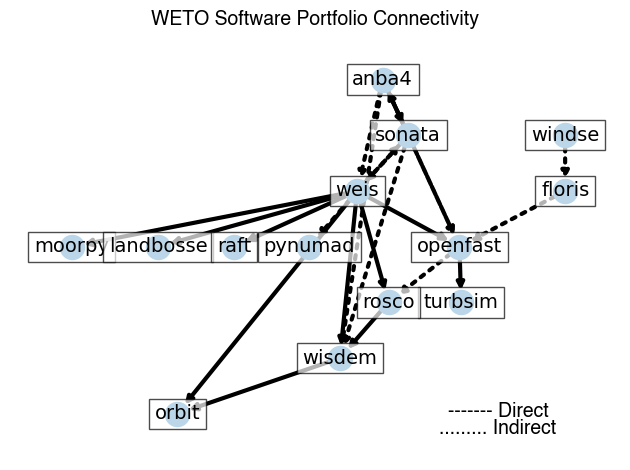 WETO Software Portfolio Connectivity
anba4
sonata
windse
weis
floris
moorpy
landbosse
raft
pynumad
openfast
rosco
turbsim
wisdem
orbit
------- Direct
......... Indirect